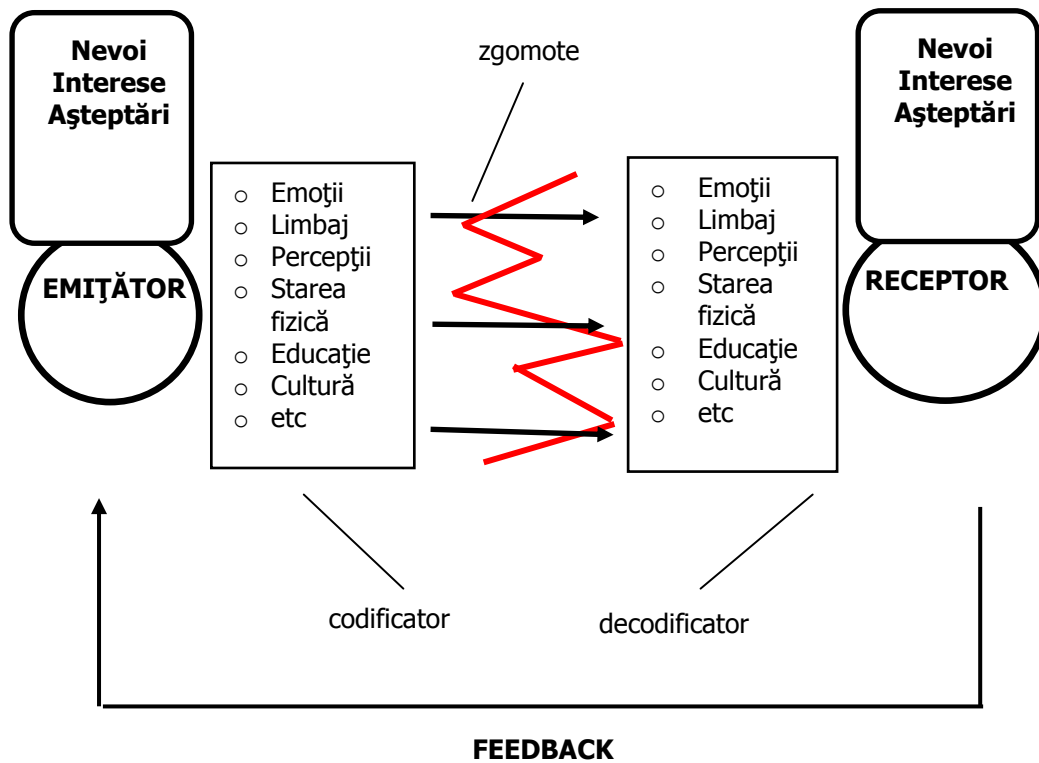 Nevoi
Interese
Aşteptări
EMIŢĂTOR
o Emoţii
o Limbaj
o Percepţii
o Starea
fizică
o Educaţie
o Cultură
o etc
zgomote
Nevoi
Interese
Aşteptări
RECEPTOR
o Emoţii
o Limbaj
o Percepţii
o Starea
fizică
o Educaţie
o Cultură
o etc
codificator
decodificator
FEEDBACK